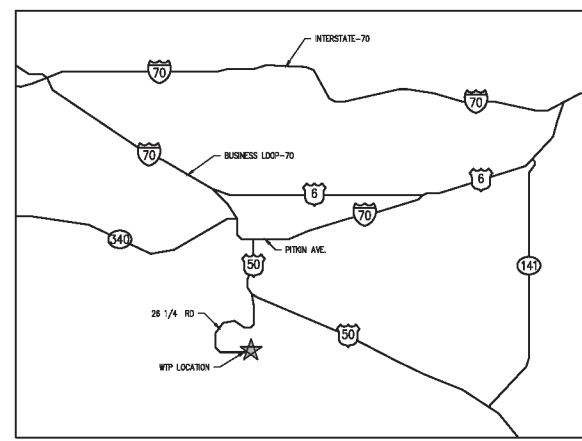 INTERSTATE-70
70
70
70
BUSINESS LOOP-70
6
6
70
340
PITKIN AVE.
50
141
26 1/4 RD
50
WTP LOCATION